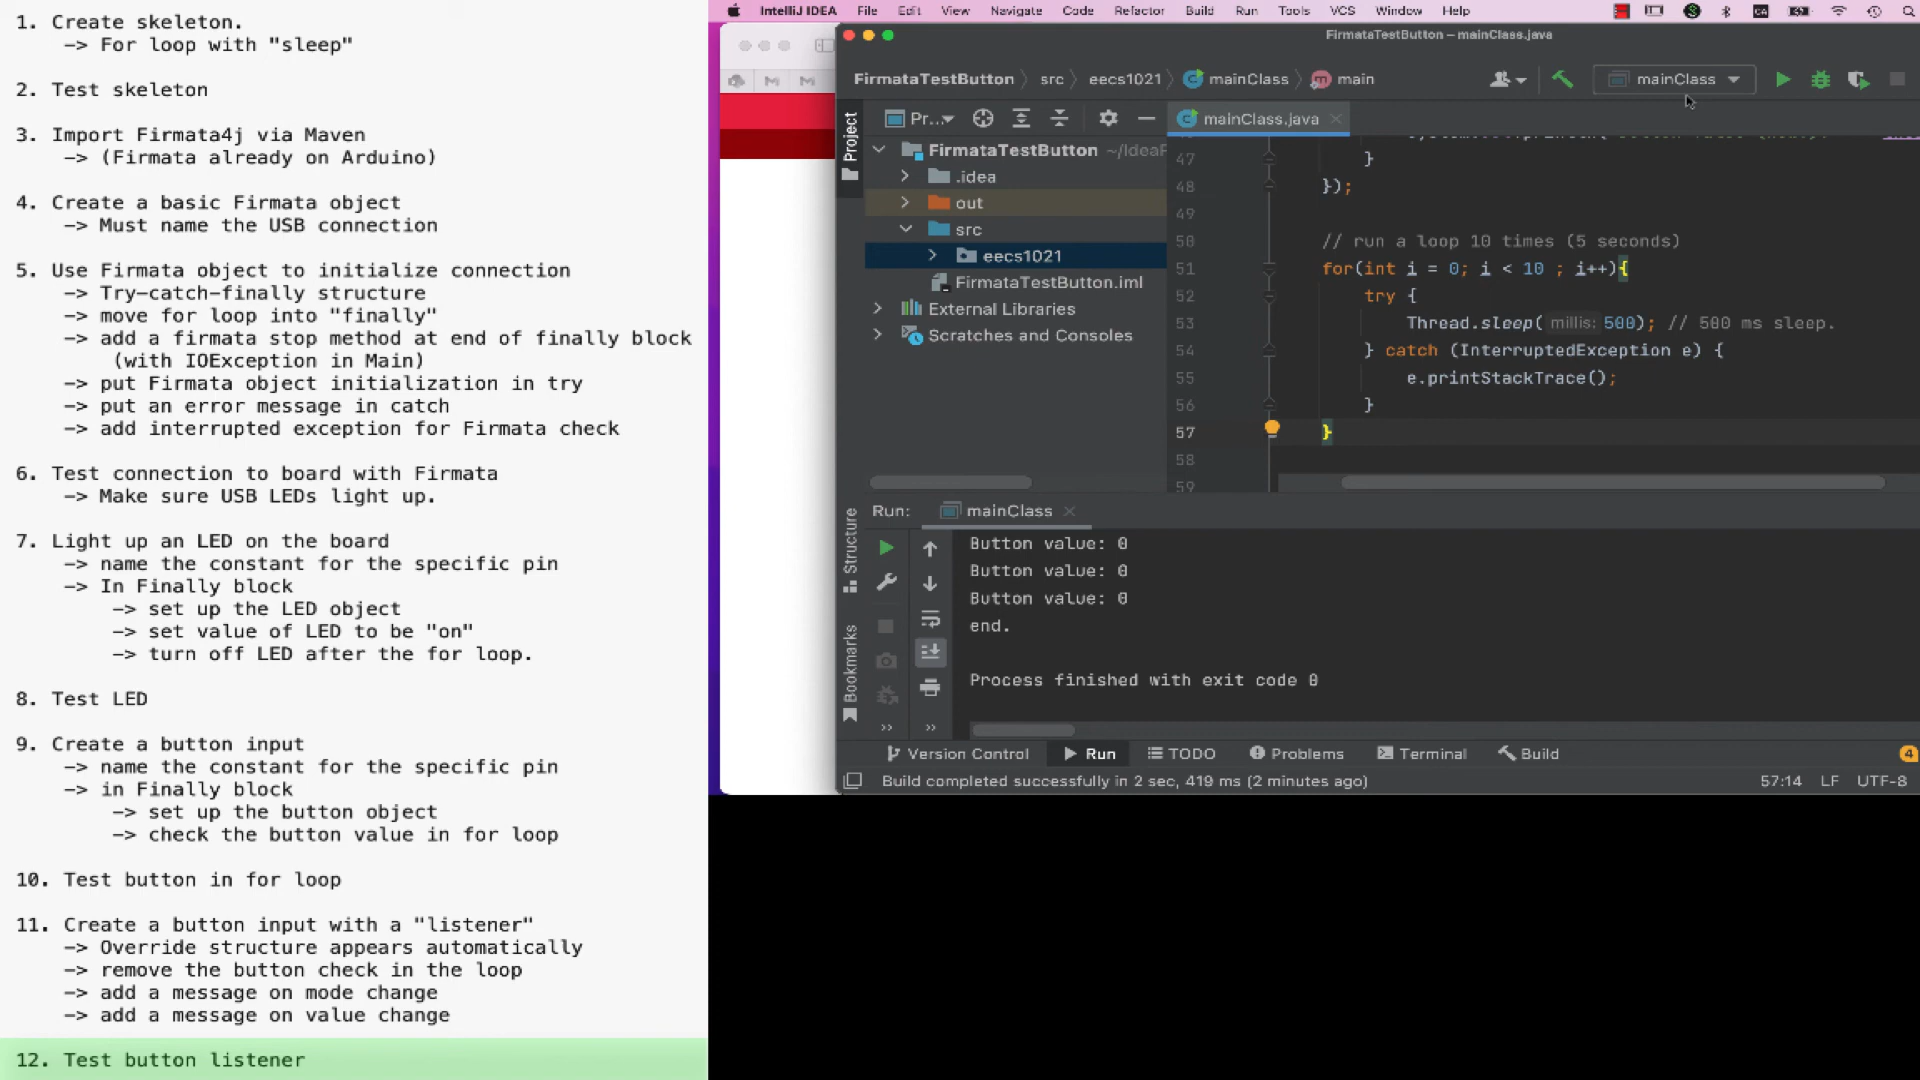 1. Create skeleton.
-> For loop with "sleep"
2. Test skeleton
3. Import Firmata4j via Maven
-> (Firmata already on Arduino)
4. Create a basic Firmata object
-> Must name the USB connection
5. Use Firmata object to initialize connection
-> Try-catch-finally structure
-> move for loop into "finally"
-> add a firmata stop method at end of finally block
(with IOException in Main)
-> put Firmata object initialization in try
-> put an error message in catch
-> add interrupted exception for Firmata check
6. Test connection to board with Firmata
-> Make sure USB LEDs light up.
7. Light up an LED on the board
-> name the constant for the specific pin
-> In Finally block
-> set up the LED object
-> set value of LED to be "on"
-> turn off LED after the for loop.
8. Test LED
9. Create a button input
-> name the constant for the specific pin
-> in Finally block
-> set up the button object
-> check the button value in for loop
10. Test button in for loop
11. Create a button input with a "listener"
-> Override structure appears automatically
-> remove the button check in the loop
-> add a message on mode change
-> add a message on value change
12. Test button listener
IntelliJ IDEA File Edit View Navigate Code Refactor Build Run Tools VCS Window Help
FirmataTestButton – mainClass.java
FirmataTestButton src eecs1021 mainClass main mainClass
Project Pr... mainClass.java
FirmataTestButton ~/IdeaP
.idea
out
src
eecs1021
FirmataTestButton.iml
External Libraries
Scratches and Consoles
47 }
48 });
49
50 // run a loop 10 times (5 seconds)
51 for(int i = 0; i < 10 ; i++){
52 try {
53 Thread.sleep( millis: 500); // 500 ms sleep.
54 } catch (InterruptedException e) {
55 e.printStackTrace();
56 }
57 }
58
59
Run: mainClass
Structure
Bookmarks
Button value: 0
Button value: 0
Button value: 0
end.
Process finished with exit code 0
Version Control Run TODO Problems Terminal Build 4
Build completed successfully in 2 sec, 419 ms (2 minutes ago) 57:14 LF UTF-8